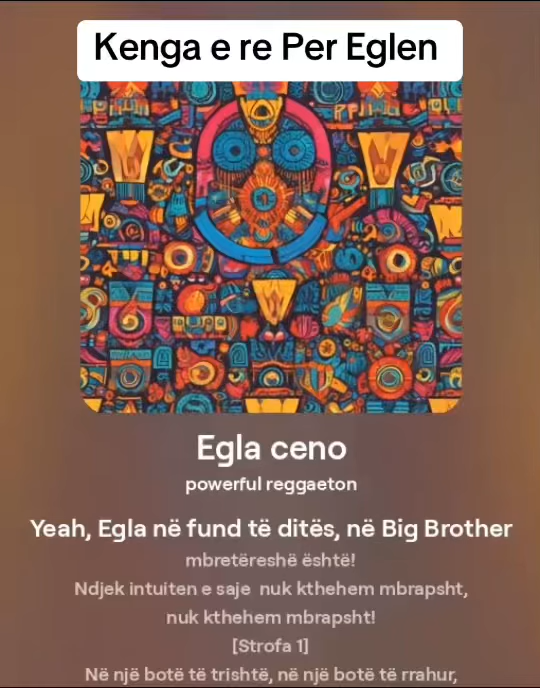 Kenga e re Per Eglen
Egla ceno
powerful reggaeton
Yeah, Egla në fund të ditës, në Big Brother
mbretëreshë është!
Ndjek intuiten e saje nuk kthehem mbrapsht,
nuk kthehem mbrapsht!
[Strofa 1]
Në një botë të trishtë, në një botë të rrahur,